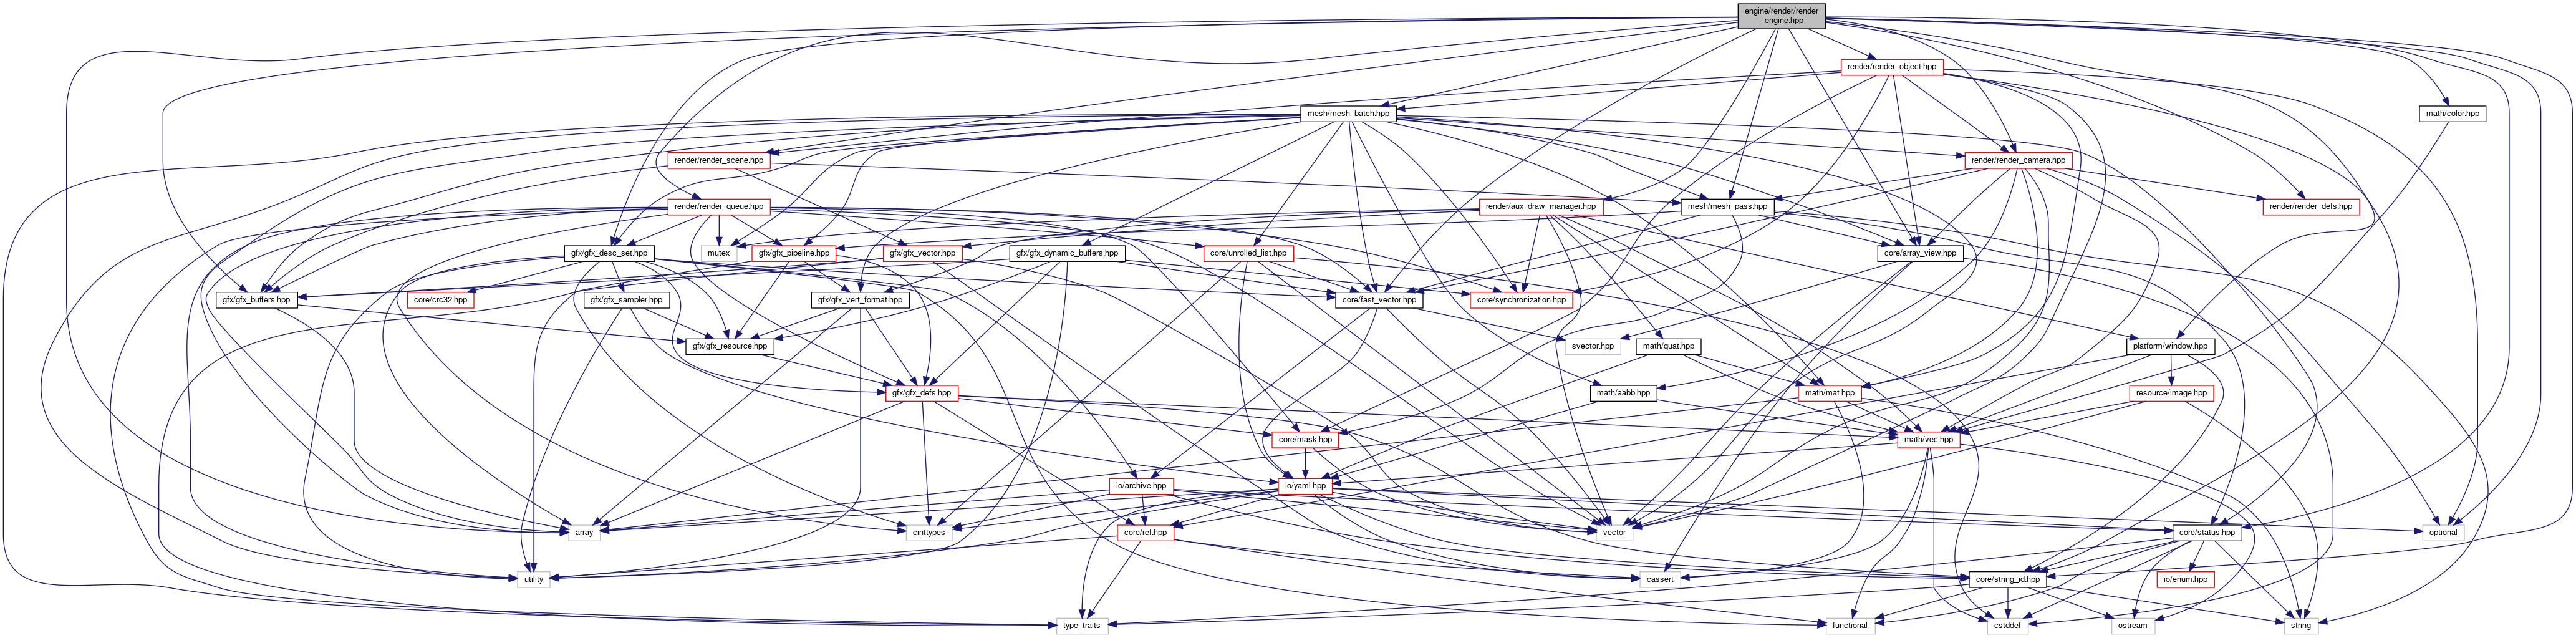 engine/render/render
_engine.hpp
render/render_object.hpp
mesh/mesh_batch.hpp
math/color.hpp
render/render_scene.hpp
render/render_camera.hpp
render/render_queue.hpp
render/aux_draw_manager.hpp
mesh/mesh_pass.hpp
render/render_defs.hpp
gfx/gfx_desc_set.hpp
mutex
gfx/gfx_pipeline.hpp
gfx/gfx_vector.hpp
gfx/gfx_dynamic_buffers.hpp
core/unrolled_list.hpp
core/array_view.hpp
gfx/gfx_buffers.hpp
core/crc32.hpp
gfx/gfx_sampler.hpp
gfx/gfx_vert_format.hpp
core/fast_vector.hpp
core/synchronization.hpp
gfx/gfx_resource.hpp
svector.hpp
math/quat.hpp
platform/window.hpp
gfx/gfx_defs.hpp
math/aabb.hpp
math/mat.hpp
resource/image.hpp
core/mask.hpp
math/vec.hpp
io/archive.hpp
io/yaml.hpp
array
cinttypes
core/ref.hpp
vector
core/status.hpp
optional
utility
cassert
core/string_id.hpp
io/enum.hpp
type_traits
functional
cstddef
ostream
string